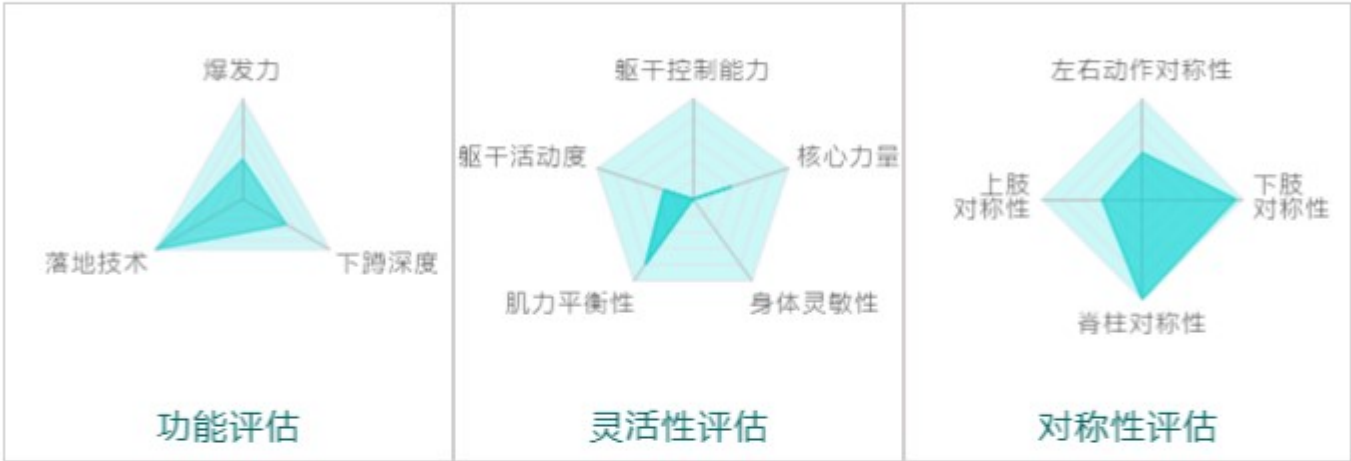 爆发力
落地技术
下蹲深度
功能评估
躯干控制能力
躯干活动度
核心力量
肌力平衡性
身体灵敏性
灵活性评估
左右动作对称性
上肢
对称性
下肢
对称性
脊柱对称性
对称性评估